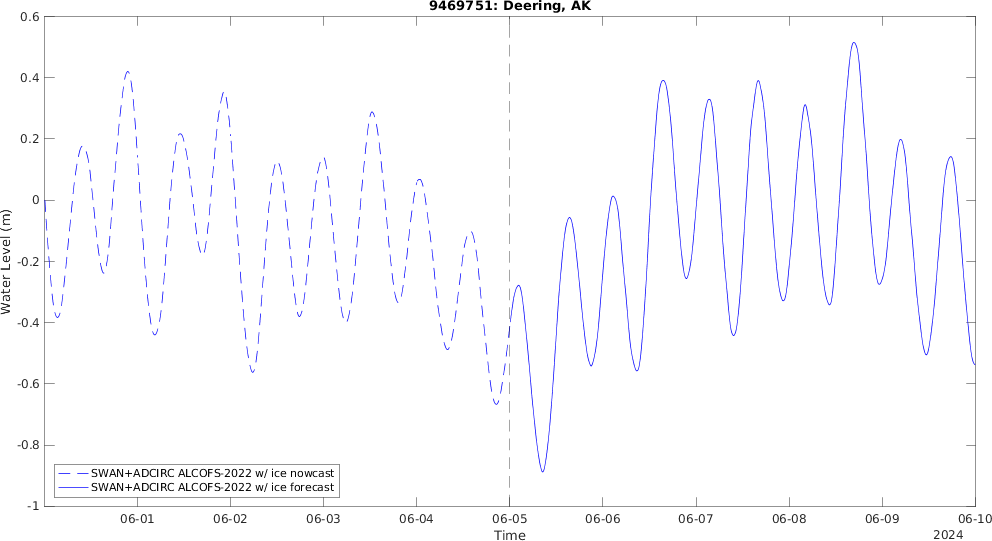 9469751: Deering, AK
0.6
0.4
0.2
0
-0.2
-0.4
-0.6
-0.8
-1
Water Level (m)
SWAN+ADCIRC ALCOFS-2022 w/ ice nowcast
SWAN+ADCIRC ALCOFS-2022 w/ ice forecast
06-01 06-02 06-03 06-04 06-05 06-06 06-07 06-08 06-09 06-10
Time
2024